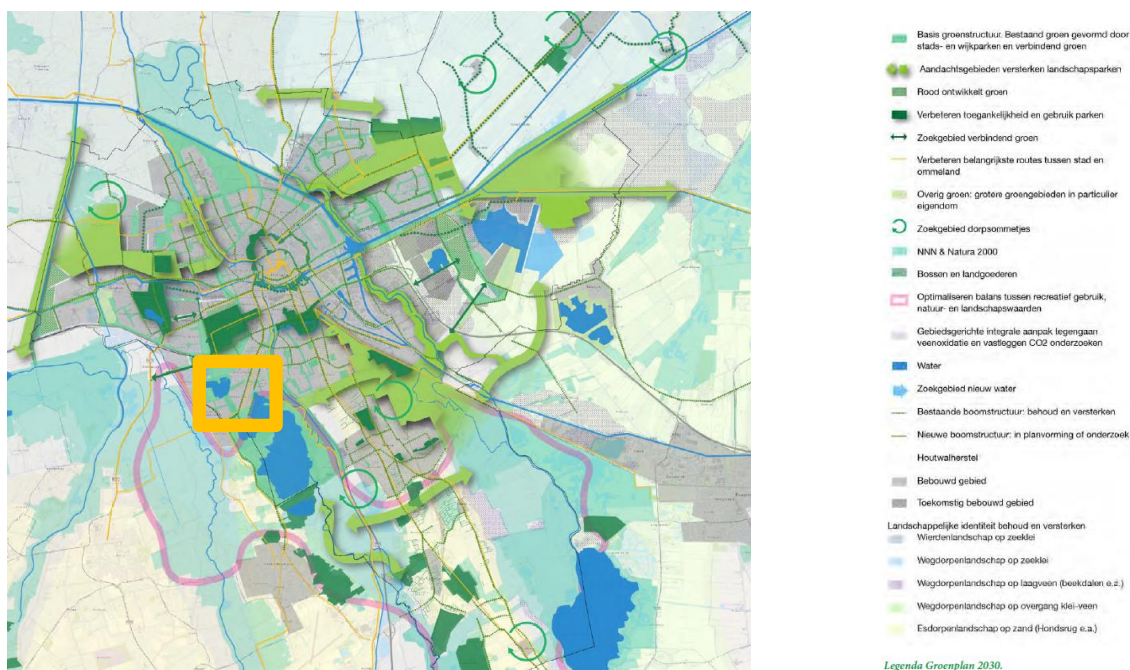 Basis groenstructuur. Bestaand groen gevormd door
stads- en wijkparken en verbindend groen
Aandachtsgebieden versterken landschapsparken
Rood ontwikkelt groen
Verbeteren toegankelijkheid en gebruik parken
Zoekgebied verbindend groen
Verbeteren belangrijkste routes tussen stad en
ommeland
Overig groen: grotere groengebieden in particulier
eigendom
Zoekgebied dorpsommetjes
NNN & Natura 2000
Bossen en landgoederen
Optimaliseren balans tussen recreatief gebruik,
natuur- en landschapswaarden
Gebiedsgerichte integrale aanpak tegengaan
veenoxidatie en vastleggen CO2 onderzoeken
Water
Zoekgebied nieuw water
Bestaande boomstructuur: behoud en versterken
Nieuwe boomstructuur: in planvorming of onderzoek
Houtwalherstel
Bebouwd gebied
Toekomstig bebouwd gebied
Landschappelijke identiteit behoud en versterken
Wierdenlandschap op zeeklei
Wegdorpenlandschap op zeeklei
Wegdorpenlandschap op laagveen (beekdalen e.a.)
Wegdorpenlandschap op overgang klei-veen
Esdorpenlandschap op zand (Hondsrug e.a.)
Legenda Groenplan 2030.